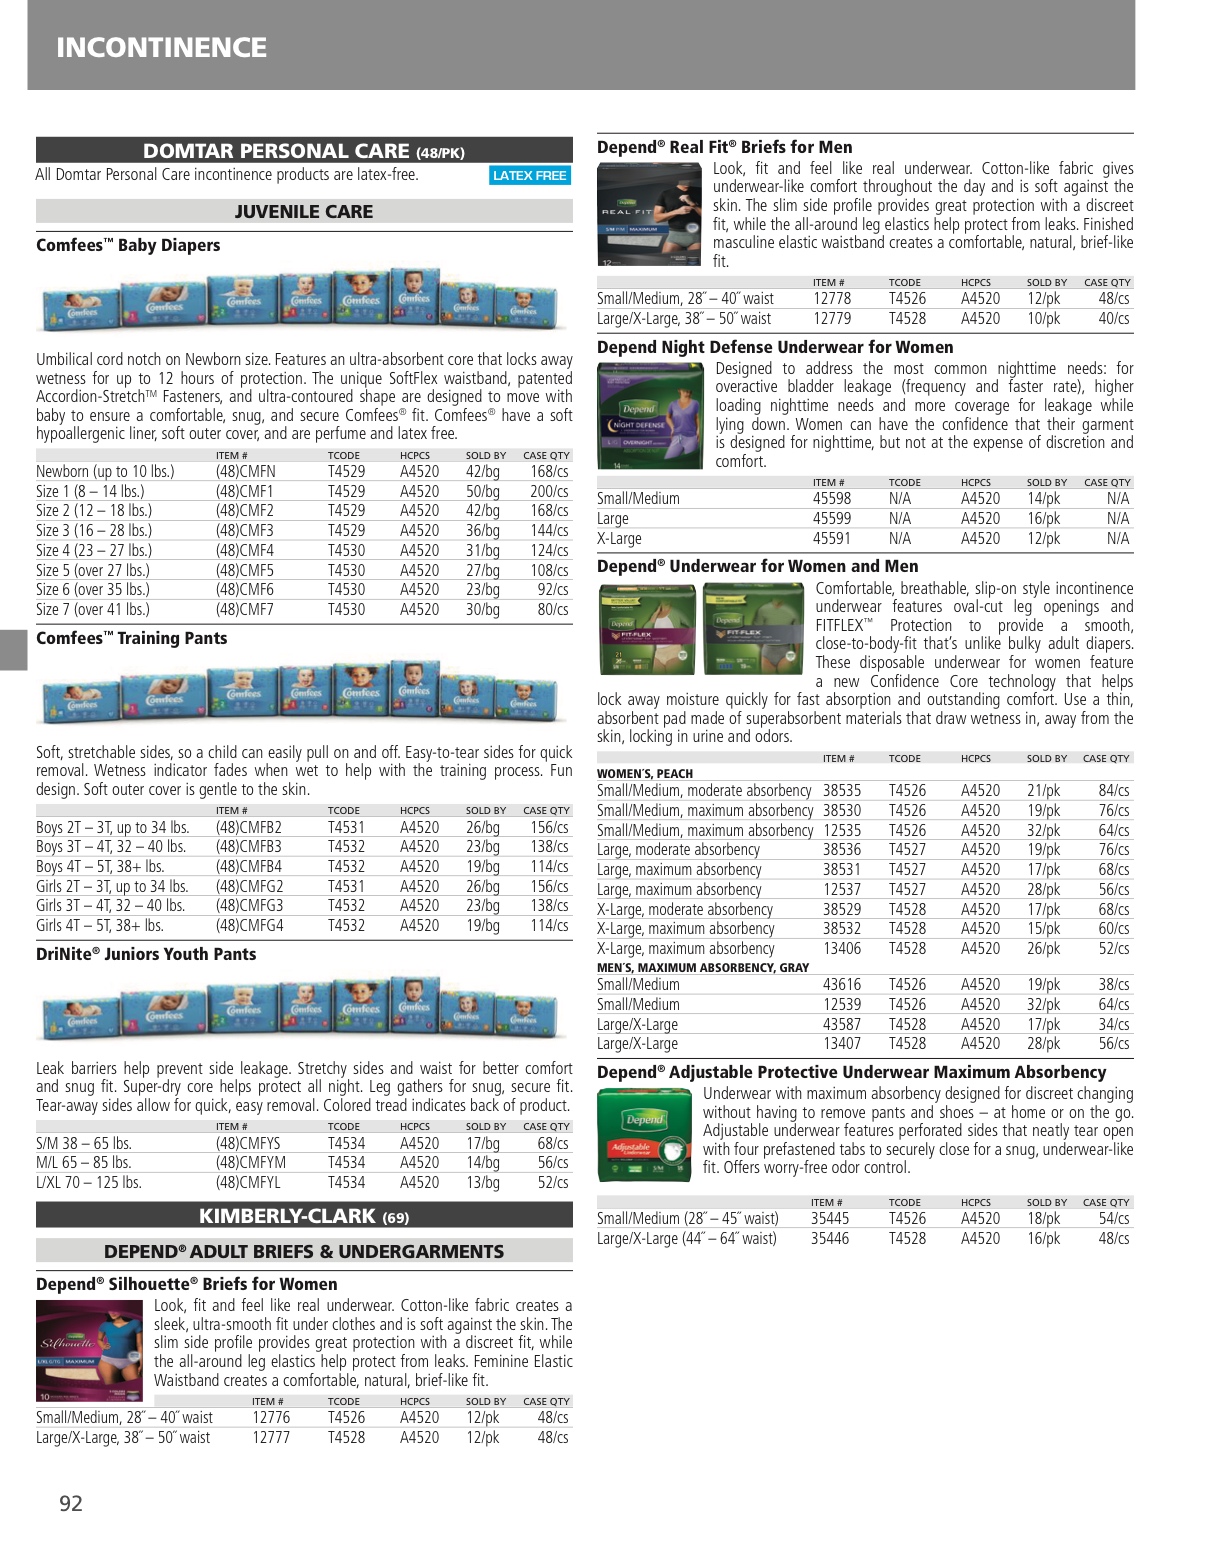 INCONTINENCE
DOMTAR PERSONAL CARE (48/PK)
All Domtar Personal Care incontinence products are latex-free. LATEX FREE
JUVENILE CARE
Comfees™ Baby Diapers
Umbilical cord notch on Newborn size. Features an ultra-absorbent core that locks away
wetness for up to 12 hours of protection. The unique SoftFlex waistband, patented
Accordion-Stretch™ Fasteners, and ultra-contoured shape are designed to move with
baby to ensure a comfortable, snug, and secure Comfees® fit. Comfees® have a soft
hypoallergenic liner, soft outer cover, and are perfume and latex free.
ITEM # TCODE HCPCS SOLD BY CASE QTY
Newborn (up to 10 lbs.) (48)CMFN T4529 A4520 42/bg 168/cs
Size 1 (8 – 14 lbs.) (48)CMF1 T4529 A4520 50/bg 200/cs
Size 2 (12 – 18 lbs.) (48)CMF2 T4529 A4520 42/bg 168/cs
Size 3 (16 – 28 lbs.) (48)CMF3 T4529 A4520 36/bg 144/cs
Size 4 (23 – 27 lbs.) (48)CMF4 T4530 A4520 31/bg 124/cs
Size 5 (over 27 lbs.) (48)CMF5 T4530 A4520 27/bg 108/cs
Size 6 (over 35 lbs.) (48)CMF6 T4530 A4520 23/bg 92/cs
Size 7 (over 41 lbs.) (48)CMF7 T4530 A4520 30/bg 80/cs
Comfees™ Training Pants
Soft, stretchable sides, so a child can easily pull on and off. Easy-to-tear sides for quick
removal. Wetness indicator fades when wet to help with the training process. Fun
design. Soft outer cover is gentle to the skin.
ITEM # TCODE HCPCS SOLD BY CASE QTY
Boys 2T – 3T, up to 34 lbs. (48)CMFB2 T4531 A4520 26/bg 156/cs
Boys 3T – 4T, 32 – 40 lbs. (48)CMFB3 T4532 A4520 23/bg 138/cs
Boys 4T – 5T, 38+ lbs. (48)CMFB4 T4532 A4520 19/bg 114/cs
Girls 2T – 3T, up to 34 lbs. (48)CMFG2 T4531 A4520 26/bg 156/cs
Girls 3T – 4T, 32 – 40 lbs. (48)CMFG3 T4532 A4520 23/bg 138/cs
Girls 4T – 5T, 38+ lbs. (48)CMFG4 T4532 A4520 19/bg 114/cs
DriNite® Juniors Youth Pants
Leak barriers help prevent side leakage. Stretchy sides and waist for better comfort
and snug fit. Super-dry core helps protect all night. Leg gathers for snug, secure fit.
Tear-away sides allow for quick, easy removal. Colored tread indicates back of product.
ITEM # TCODE HCPCS SOLD BY CASE QTY
S/M 38 – 65 lbs. (48)CMFYS T4534 A4520 17/bg 68/cs
M/L 65 – 85 lbs. (48)CMFYM T4534 A4520 14/bg 56/cs
L/XL 70 – 125 lbs. (48)CMFYL T4534 A4520 13/bg 52/cs
KIMBERLY-CLARK (69)
DEPEND® ADULT BRIEFS & UNDERGARMENTS
Depend® Silhouette® Briefs for Women
Look, fit and feel like real underwear. Cotton-like fabric creates a
sleek, ultra-smooth fit under clothes and is soft against the skin. The
slim side profile provides great protection with a discreet fit, while
the all-around leg elastics help protect from leaks. Feminine Elastic
Waistband creates a comfortable, natural, brief-like fit.
ITEM # TCODE HCPCS SOLD BY CASE QTY
Small/Medium, 28˝ – 40˝ waist 12776 T4526 A4520 12/pk 48/cs
Large/X-Large, 38˝ – 50˝ waist 12777 T4528 A4520 12/pk 48/cs
92
Depend® Real Fit® Briefs for Men
Look, fit and feel like real underwear. Cotton-like fabric gives
underwear-like comfort throughout the day and is soft against the
skin. The slim side profile provides great protection with a discreet
fit, while the all-around leg elastics help protect from leaks. Finished
masculine elastic waistband creates a comfortable, natural, brief-like
fit.
ITEM # TCODE HCPCS SOLD BY CASE QTY
Small/Medium, 28˝ – 40˝ waist 12778 T4526 A4520 12/pk 48/cs
Large/X-Large, 38˝ – 50˝ waist 12779 T4528 A4520 10/pk 40/cs
Depend Night Defense Underwear for Women
Designed to address the most common nighttime needs: for
overactive bladder leakage (frequency and faster rate), higher
loading nighttime needs and more coverage for leakage while
lying down. Women can have the confidence that their garment
is designed for nighttime, but not at the expense of discretion and
comfort.
ITEM # TCODE HCPCS SOLD BY CASE QTY
Small/Medium 45598 N/A A4520 14/pk N/A
Large 45599 N/A A4520 16/pk N/A
X-Large 45591 N/A A4520 12/pk N/A
Depend® Underwear for Women and Men
Comfortable, breathable, slip-on style incontinence
underwear features oval-cut leg openings and
FITFLEX™ Protection to provide a smooth,
close-to-body-fit that's unlike bulky adult diapers.
These disposable underwear for women feature
a new Confidence Core technology that helps
lock away moisture quickly for fast absorption and outstanding comfort. Use a thin,
absorbent pad made of superabsorbent materials that draw wetness in, away from the
skin, locking in urine and odors.
ITEM # TCODE HCPCS SOLD BY CASE QTY
WOMEN´S, PEACH
Small/Medium, moderate absorbency 38535 T4526 A4520 21/pk 84/cs
Small/Medium, maximum absorbency 38530 T4526 A4520 19/pk 76/cs
Small/Medium, maximum absorbency 12535 T4526 A4520 32/pk 64/cs
Large, moderate absorbency 38536 T4527 A4520 19/pk 76/cs
Large, maximum absorbency 38531 T4527 A4520 17/pk 68/cs
Large, maximum absorbency 12537 T4527 A4520 28/pk 56/cs
X-Large, moderate absorbency 38529 T4528 A4520 17/pk 68/cs
X-Large, maximum absorbency 38532 T4528 A4520 15/pk 60/cs
X-Large, maximum absorbency 13406 T4528 A4520 26/pk 52/cs
MEN´S, MAXIMUM ABSORBENCY, GRAY
Small/Medium 43616 T4526 A4520 19/pk 38/cs
Small/Medium 12539 T4526 A4520 32/pk 64/cs
Large/X-Large 43587 T4528 A4520 17/pk 34/cs
Large/X-Large 13407 T4528 A4520 28/pk 56/cs
Depend® Adjustable Protective Underwear Maximum Absorbency
Underwear with maximum absorbency designed for discreet changing
without having to remove pants and shoes – at home or on the go.
Adjustable underwear features perforated sides that neatly tear open
with four prefastened tabs to securely close for a snug, underwear-like
fit. Offers worry-free odor control.
ITEM # TCODE HCPCS SOLD BY CASE QTY
Small/Medium (28˝ – 45˝ waist) 35445 T4526 A4520 18/pk 54/cs
Large/X-Large (44˝ – 64˝ waist) 35446 T4528 A4520 16/pk 48/cs